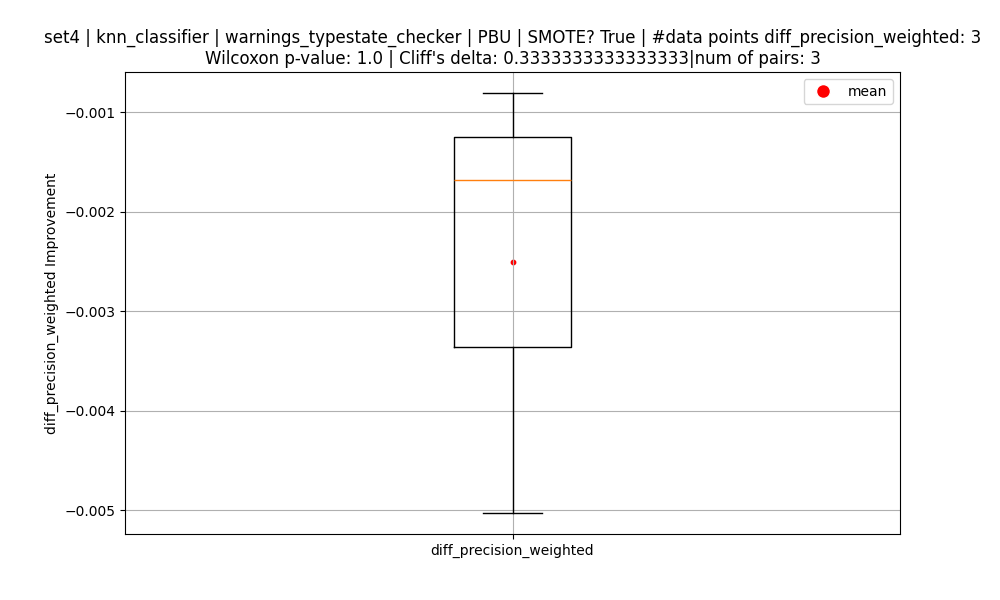 set4 | knn_classifier | warnings_typestate_checker | PBU | SMOTE? True | #data points diff_precision_weighted: 3
Wilcoxon p-value: 1.0 | Cliff's delta: 0.3333333333333333|num of pairs: 3
mean
−0.001
−0.002
−0.003
−0.004
−0.005
diff_precision_weighted Improvement
diff_precision_weighted